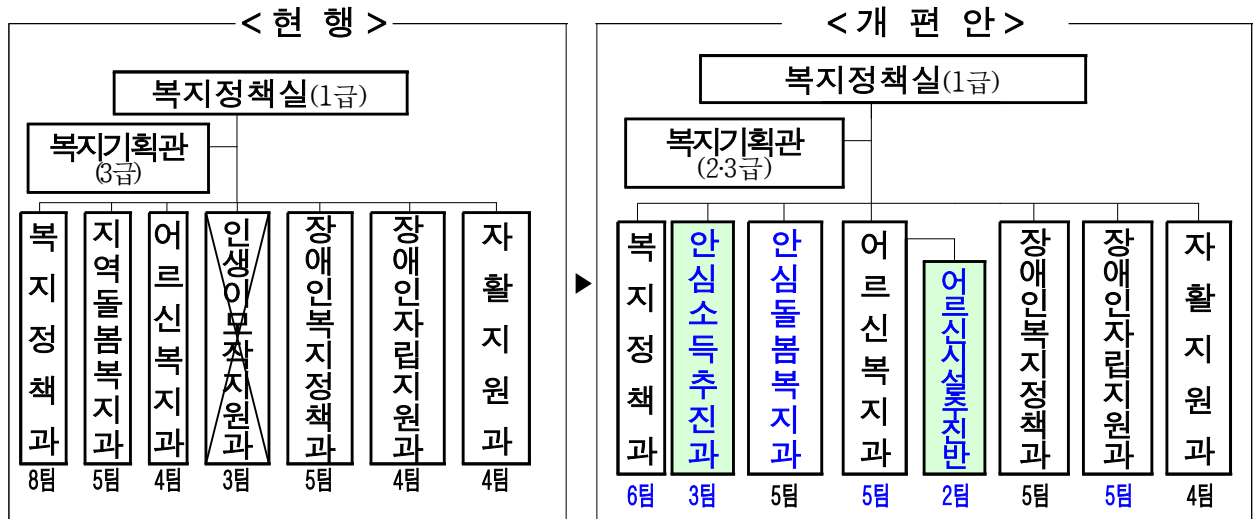 < 현 행 >
복지정책실(1급)
복지기획관
(3급)
복지정책과
지역돌봄복지과
어르신복지과
인생이모작지원과
장애인복지정책과
장애인자립지원과
자활지원과
8팀
5팀
4팀
3팀
5팀
4팀
4팀
▶
< 개 편 안 >
복지정책실(1급)
복지기획관
(2·3급)
복지정책과
안심소득추진과
안심돌봄복지과
어르신복지과
어르신시설추진반
장애인복지정책과
장애인자립지원과
자활지원과
6팀
3팀
5팀
5팀
2팀
5팀
5팀
4팀